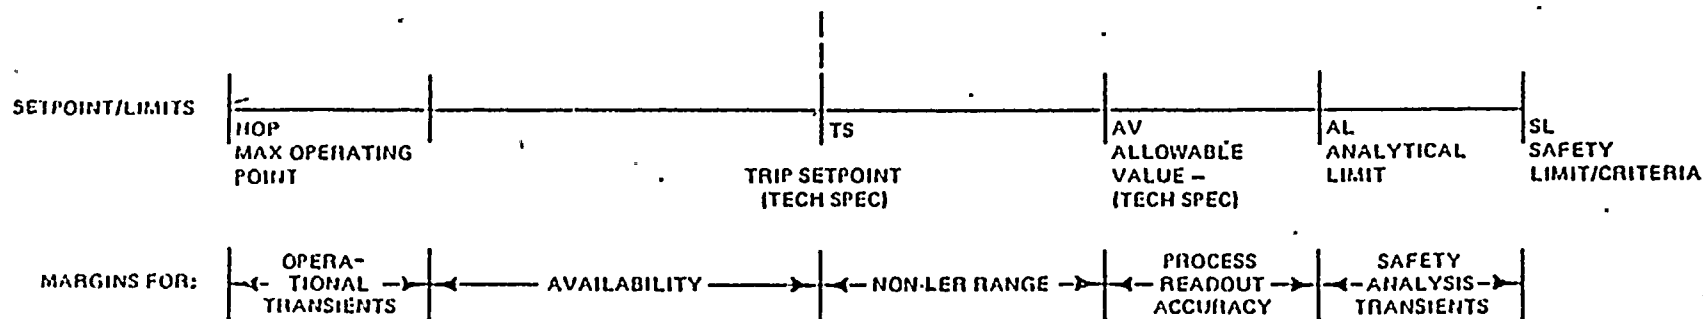 SETPOINT/LIMITS
MOP
MAX OPERATING
POINT
TS
TRIP SETPOINT
(TECH SPEC)
AV
ALLOWABLE
VALUE –
(TECH SPEC)
AL
ANALYTICAL
LIMIT
SL
SAFETY
LIMIT/CRITERIA
MARGINS FOR:
OPERA-
TIONAL
TRANSIENTS
AVAILABILITY
NON-LER RANGE
PROCESS
READOUT
ACCURACY
SAFETY
ANALYSIS
TRANSIENTS